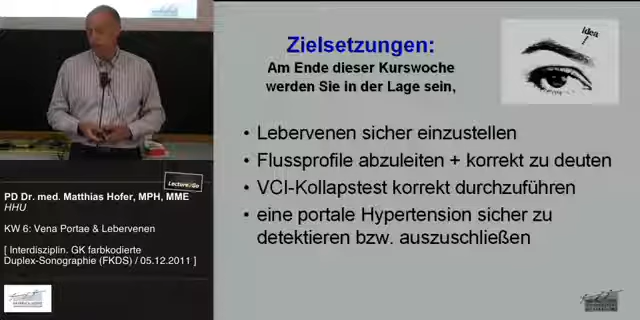 Zielsetzungen:
Am Ende dieser Kurswoche
werden Sie in der Lage sein,
Idea
!
• Lebervenen sicher einzustellen
• Flussprofile abzuleiten + korrekt zu deuten
• VCI-Kollapstest korrekt durchzuführen
• eine portale Hypertension sicher zu
detektieren bzw. auszuschließen
Lecture2Go
PD Dr. med. Matthias Hofer, MPH, MME
HHU
KW 6: Vena Portae & Lebervenen
[ Interdisziplin. GK farbkodierte
Duplex-Sonographie (FKDS) / 05.12.2011 ]